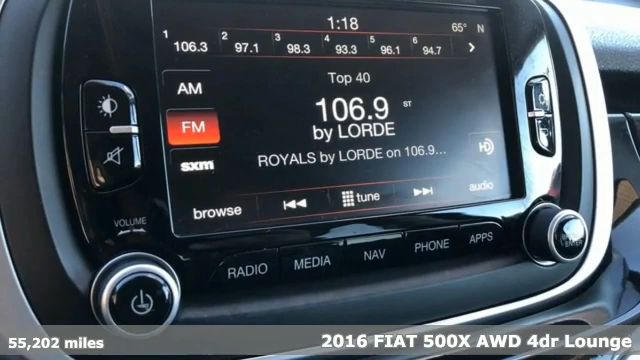 1:18
65° N
1 106.3 2 97.1 3 98.3 4 93.3 5 96.1 6 94.7 >
Top 40
AM
106.9 ST
by LORDE
FM
ROYALS by LORDE on 106.9...
HD
sxm
browse tune audio
VOLUME
RADIO MEDIA NAV PHONE APPS
ENTER
55,202 miles
2016 FIAT 500X AWD 4dr Lounge